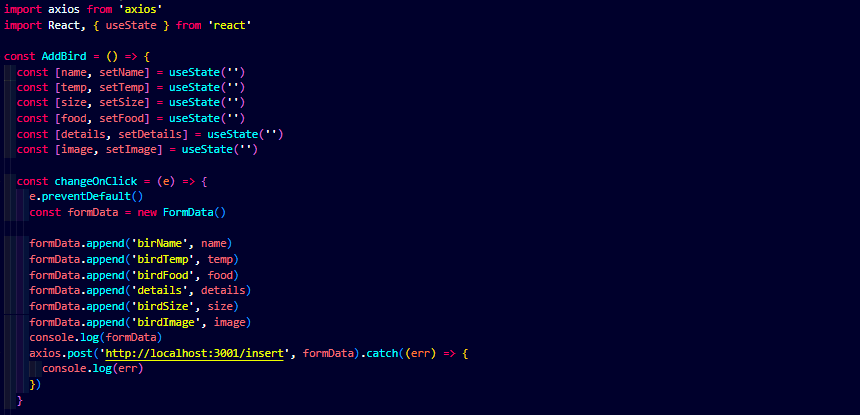 import axios from 'axios'
import React, { useState } from 'react'
const AddBird = () => {
const [name, setName] = useState('')
const [temp, setTemp] = useState('')
const [size, setSize] = useState('')
const [food, setFood] = useState('')
const [details, setDetails] = useState('')
const [image, setImage] = useState('')
const changeOnClick = (e) => {
e.preventDefault()
const formData = new FormData()
formData.append('birName', name)
formData.append('birdTemp', temp)
formData.append('birdFood', food)
formData.append('details', details)
formData.append('birdSize', size)
formData.append('birdImage', image)
console.log(formData)
axios.post('http://localhost:3001/insert', formData).catch((err) => {
console.log(err)
})
}